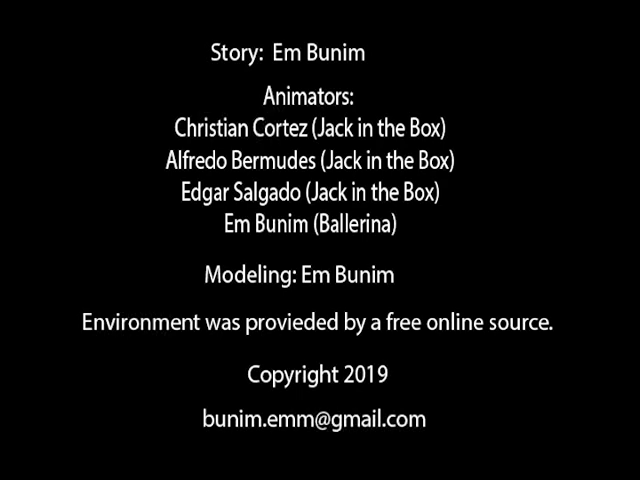 Story:  Em Bunim
Animators:
Christian Cortez (Jack in the Box)
Alfredo Bermudes (Jack in the Box)
Edgar Salgado (Jack in the Box)
Em Bunim (Ballerina)
Modeling: Em Bunim
Environment was provieded by a free online source.
Copyright 2019
bunim.emm@gmail.com